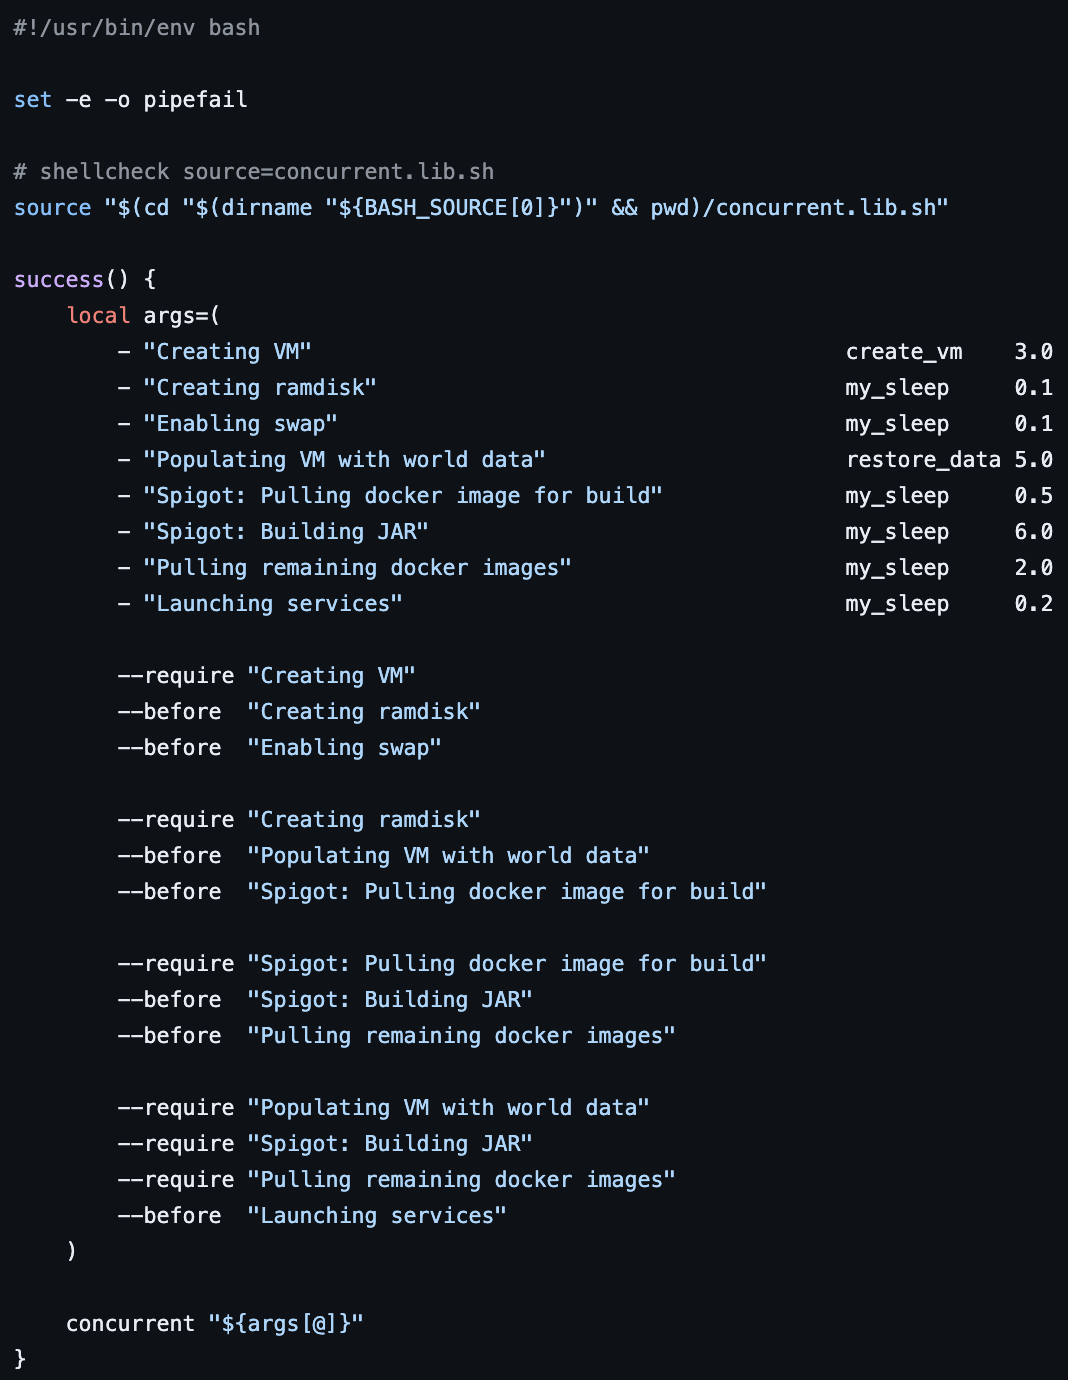 #!/usr/bin/env bash

set -e -o pipefail

# shellcheck source=concurrent.lib.sh
source "$(cd "$(dirname "${BASH_SOURCE[0]}")" && pwd)/concurrent.lib.sh"

success() {
    local args=(
        - "Creating VM"                                         create_vm    3.0
        - "Creating ramdisk"                                    my_sleep     0.1
        - "Enabling swap"                                       my_sleep     0.1
        - "Populating VM with world data"                       restore_data 5.0
        - "Spigot: Pulling docker image for build"              my_sleep     0.5
        - "Spigot: Building JAR"                                my_sleep     6.0
        - "Pulling remaining docker images"                     my_sleep     2.0
        - "Launching services"                                  my_sleep     0.2

        --require "Creating VM"
        --before  "Creating ramdisk"
        --before  "Enabling swap"

        --require "Creating ramdisk"
        --before  "Populating VM with world data"
        --before  "Spigot: Pulling docker image for build"

        --require "Spigot: Pulling docker image for build"
        --before  "Spigot: Building JAR"
        --before  "Pulling remaining docker images"

        --require "Populating VM with world data"
        --require "Spigot: Building JAR"
        --require "Pulling remaining docker images"
        --before  "Launching services"
    )

    concurrent "${args[@]}"
}